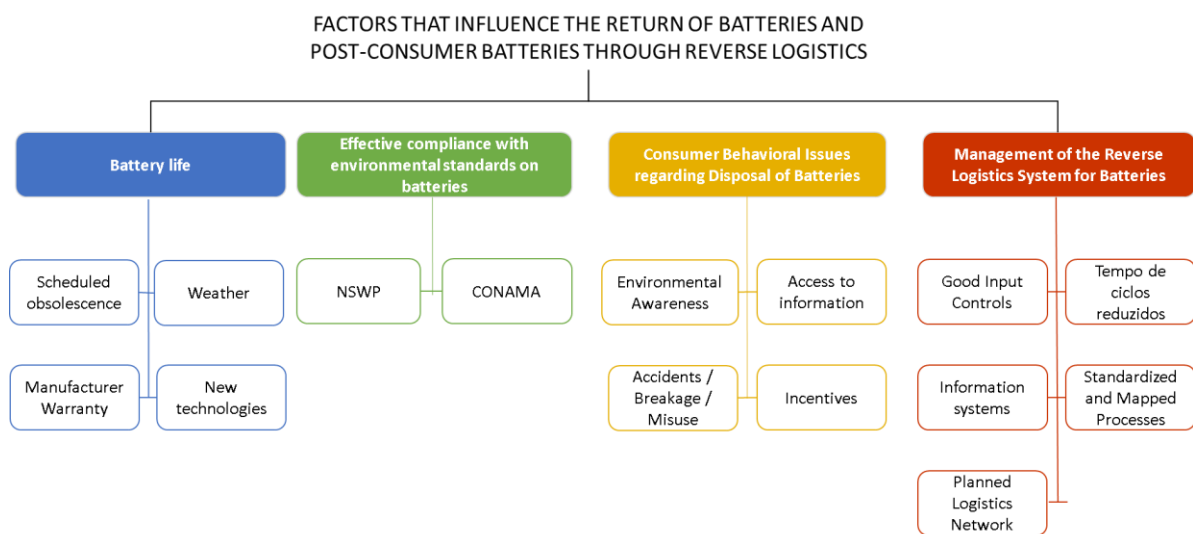 FACTORS THAT INFLUENCE THE RETURN OF BATTERIES AND
POST-CONSUMER BATTERIES THROUGH REVERSE LOGISTICS
Battery life
Effective compliance with
environmental standards on
batteries
Consumer Behavioral Issues
regarding Disposal of Batteries
Management of the Reverse
Logistics System for Batteries
Scheduled
obsolescence
Weather
NSWP
CONAMA
Environmental
Awareness
Access to
information
Good Input
Controls
Tempo de
ciclos
reduzidos
Manufacturer
Warranty
New
technologies
Accidents /
Breakage /
Misuse
Incentives
Information
systems
Standardized
and Mapped
Processes
Planned
Logistics
Network